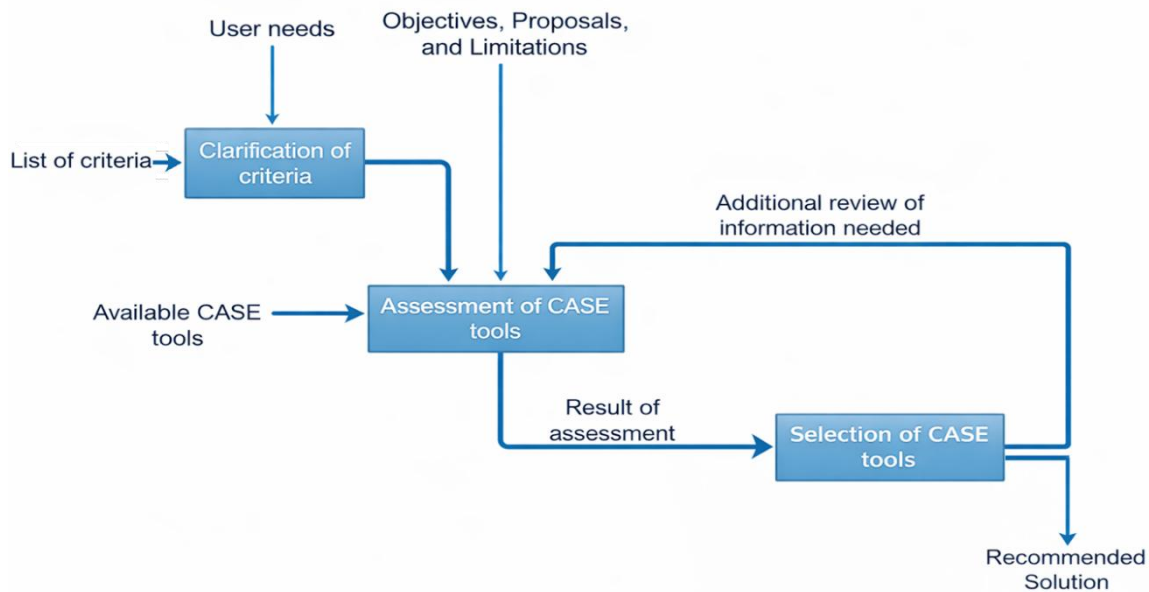 User needs
Objectives, Proposals,
and Limitations
List of criteria
Clarification of
criteria
Additional review of
information needed
Available CASE
tools
Assessment of CASE
tools
Result of
assessment
Selection of CASE
tools
Recommended
Solution